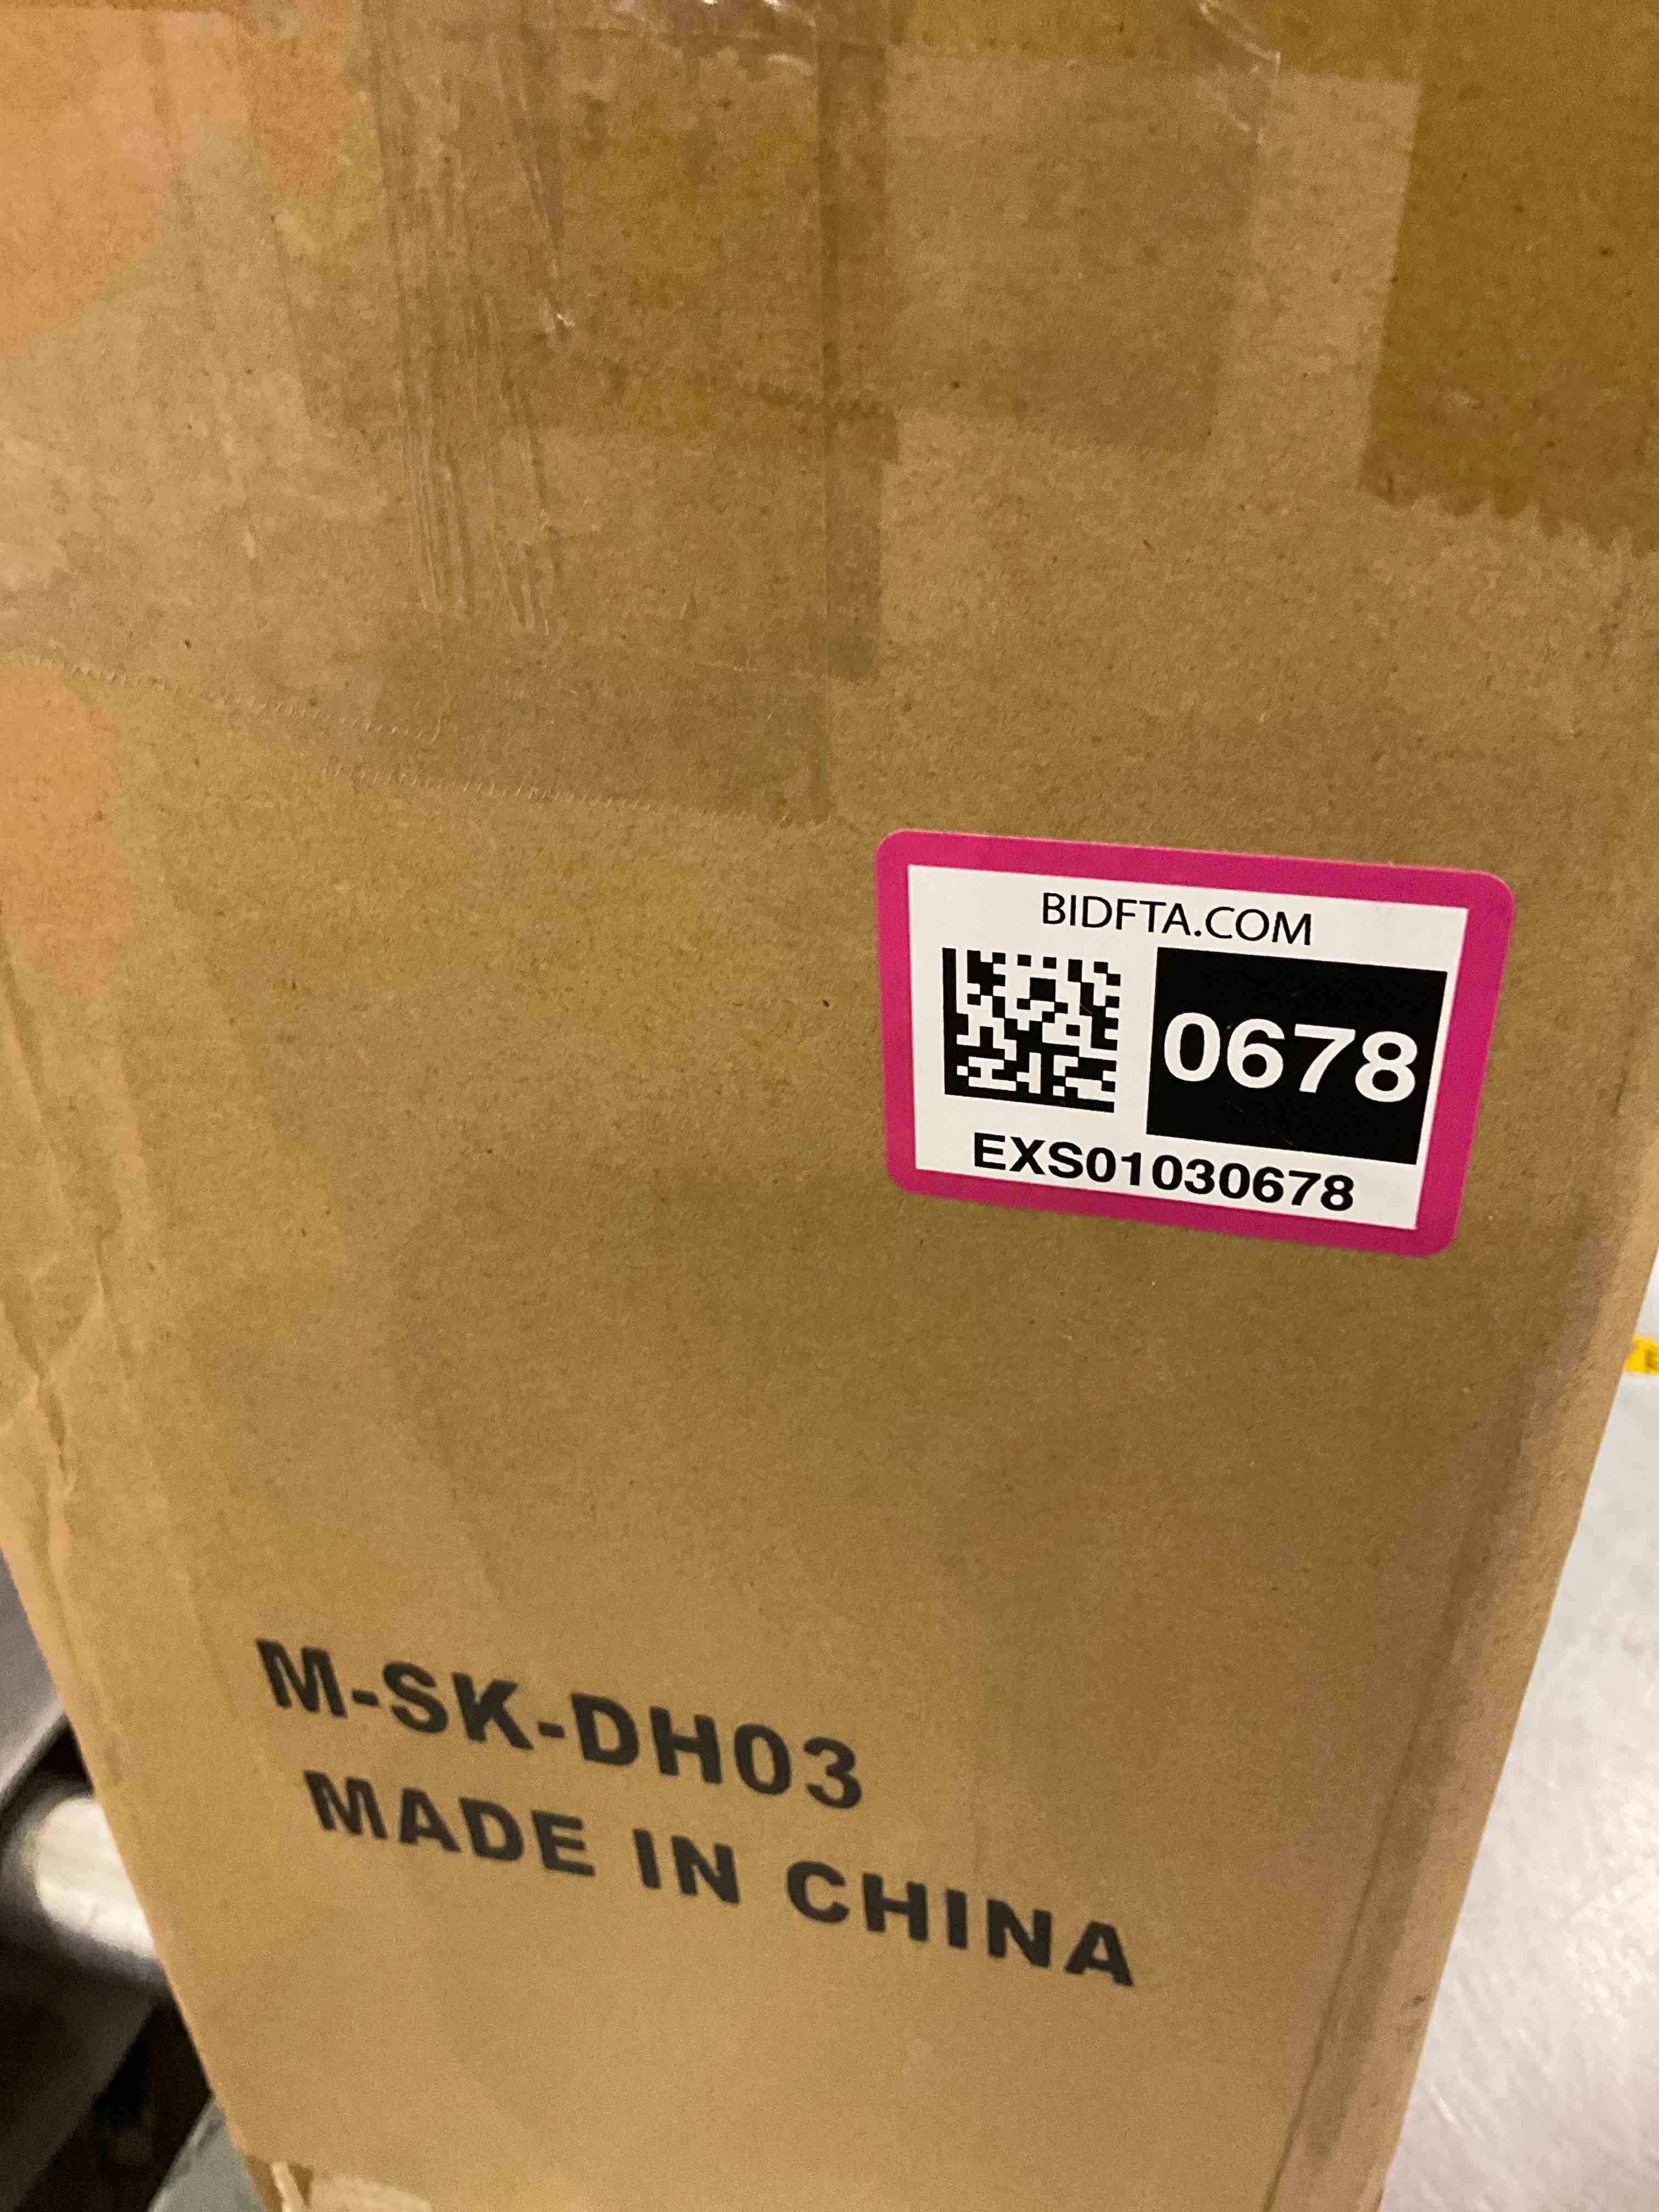 BIDFTA.COM
0678
EXS01030678
M-SK-DH03
MADE IN CHINA